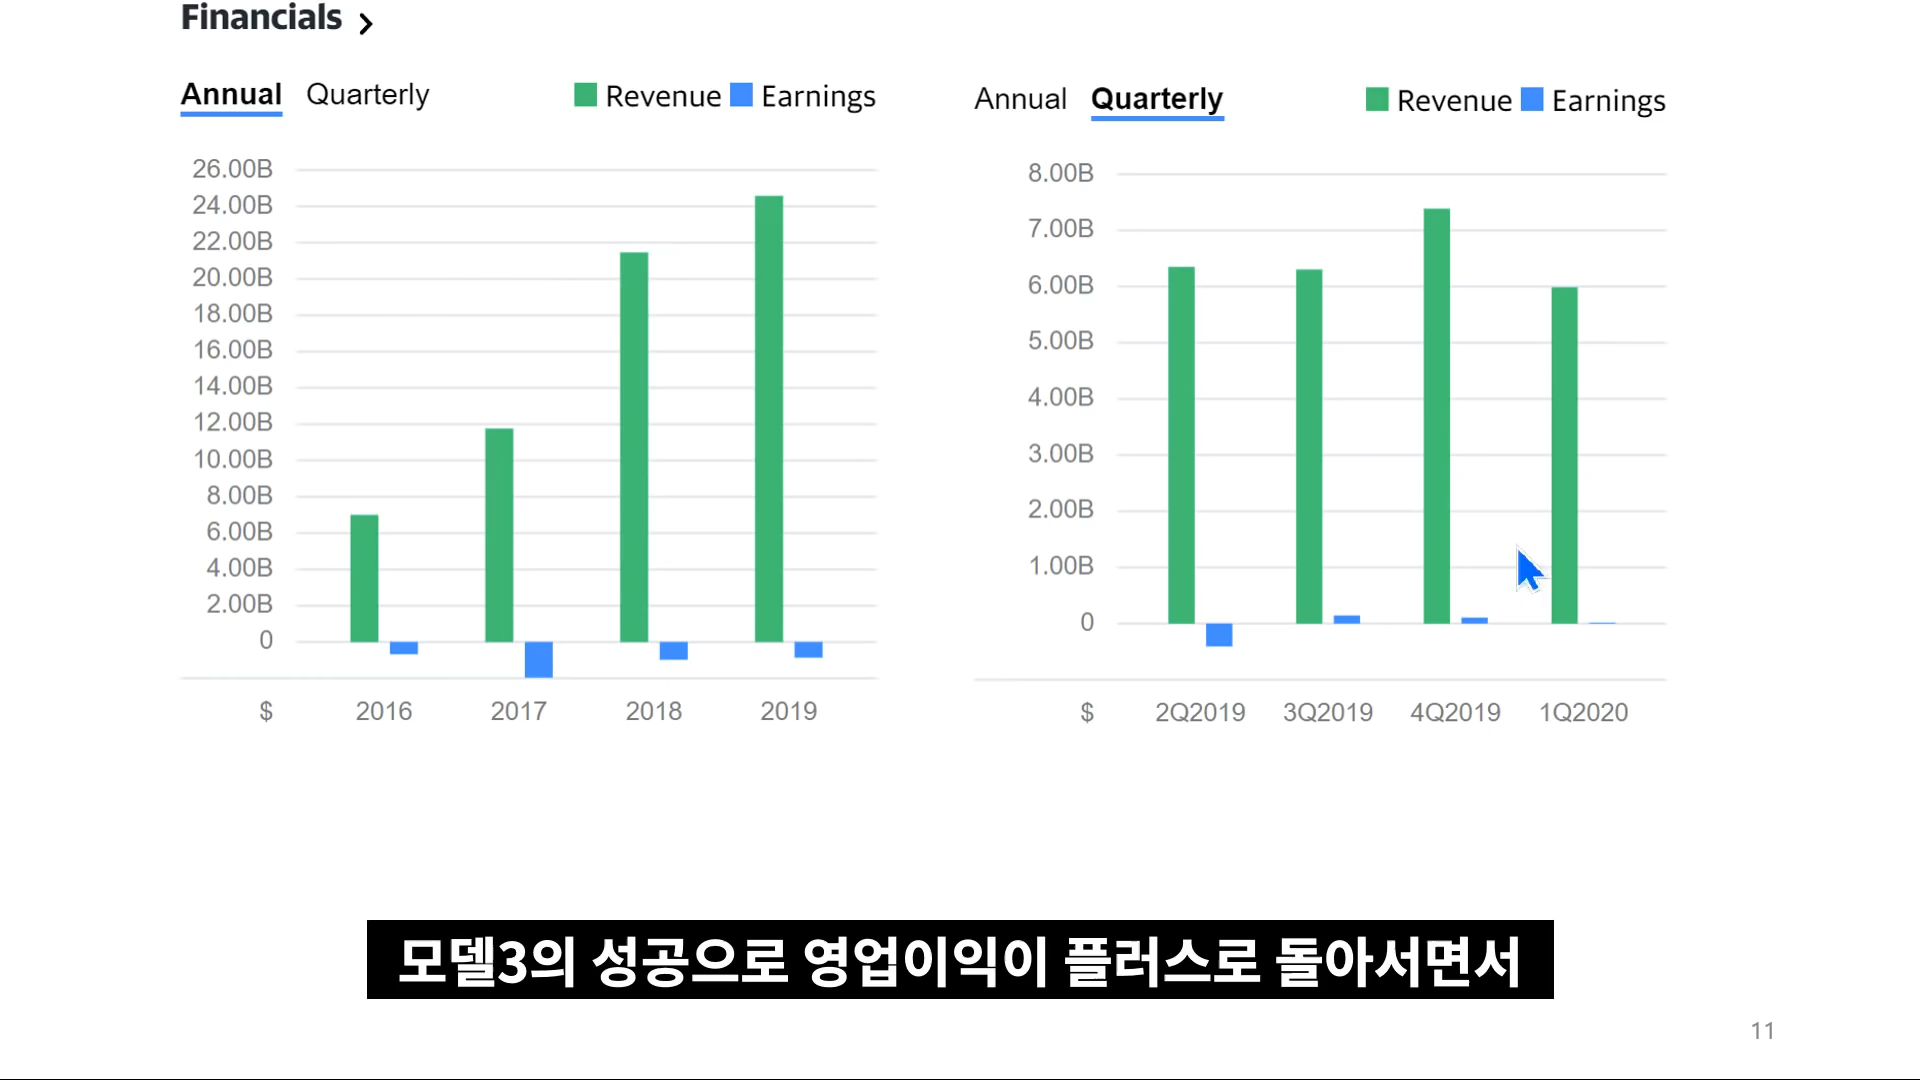 Financials
Annual Quarterly Revenue Earnings
26.00B
24.00B
22.00B
20.00B
18.00B
16.00B
14.00B
12.00B
10.00B
8.00B
6.00B
4.00B
2.00B
0
$ 2016 2017 2018 2019
Annual Quarterly Revenue Earnings
8.00B
7.00B
6.00B
5.00B
4.00B
3.00B
2.00B
1.00B
0
$ 2Q2019 3Q2019 4Q2019 1Q2020
모델3의 성공으로 영업이익이 플러스로 돌아서면서
11